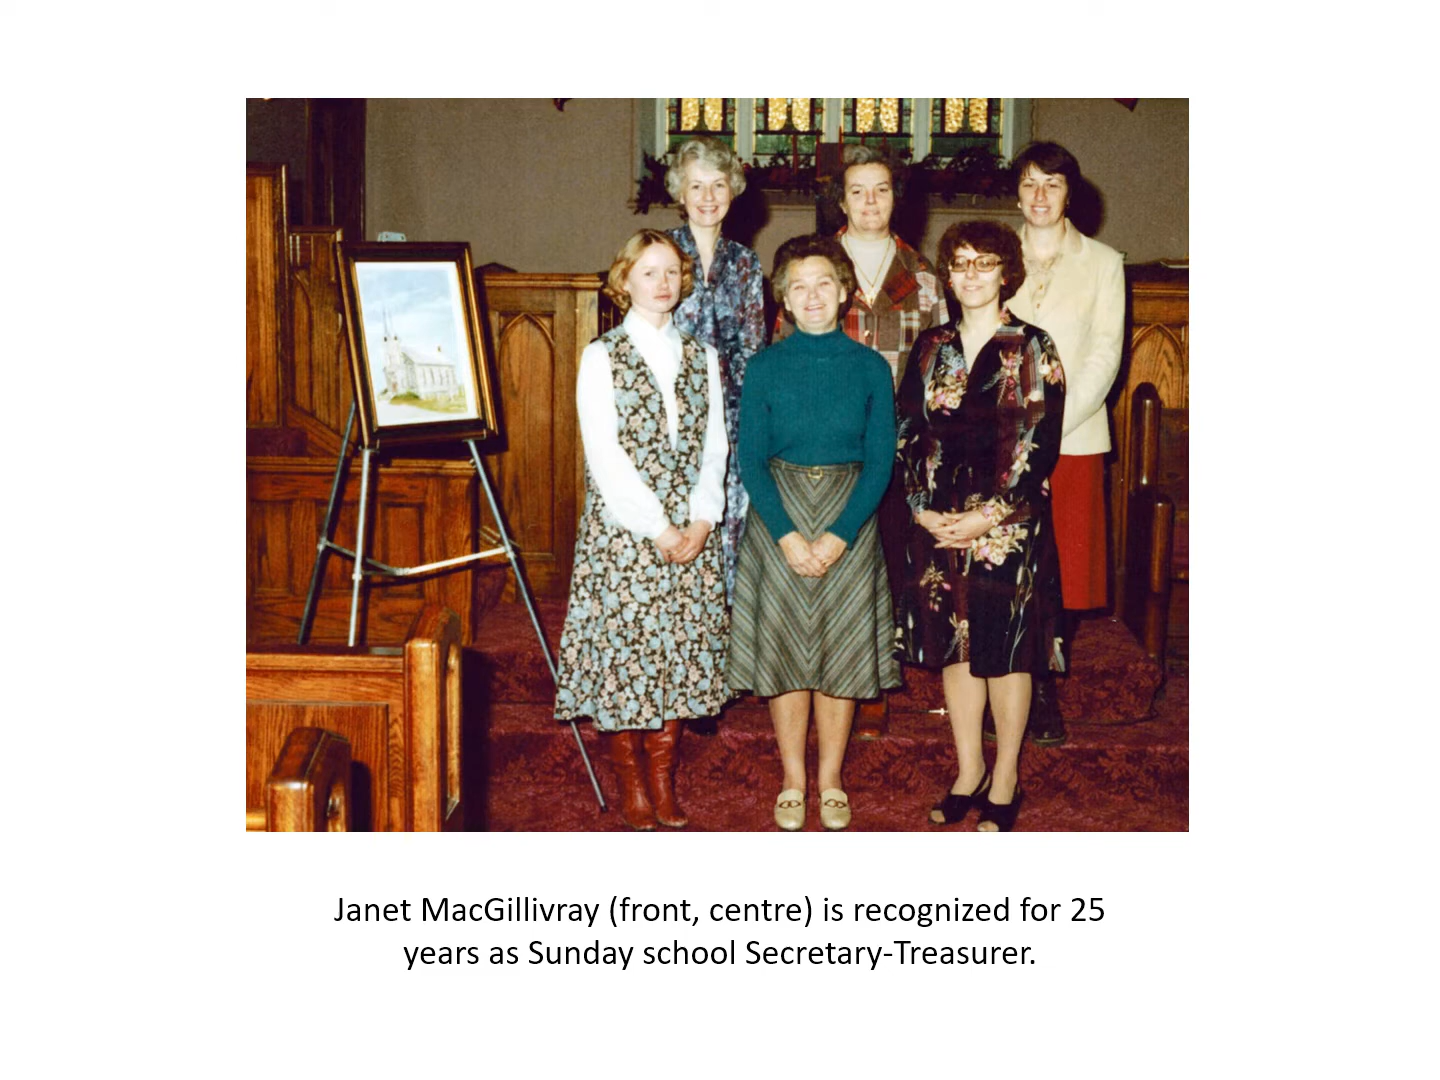 Janet MacGillivray (front, centre) is recognized for 25
years as Sunday school Secretary-Treasurer.